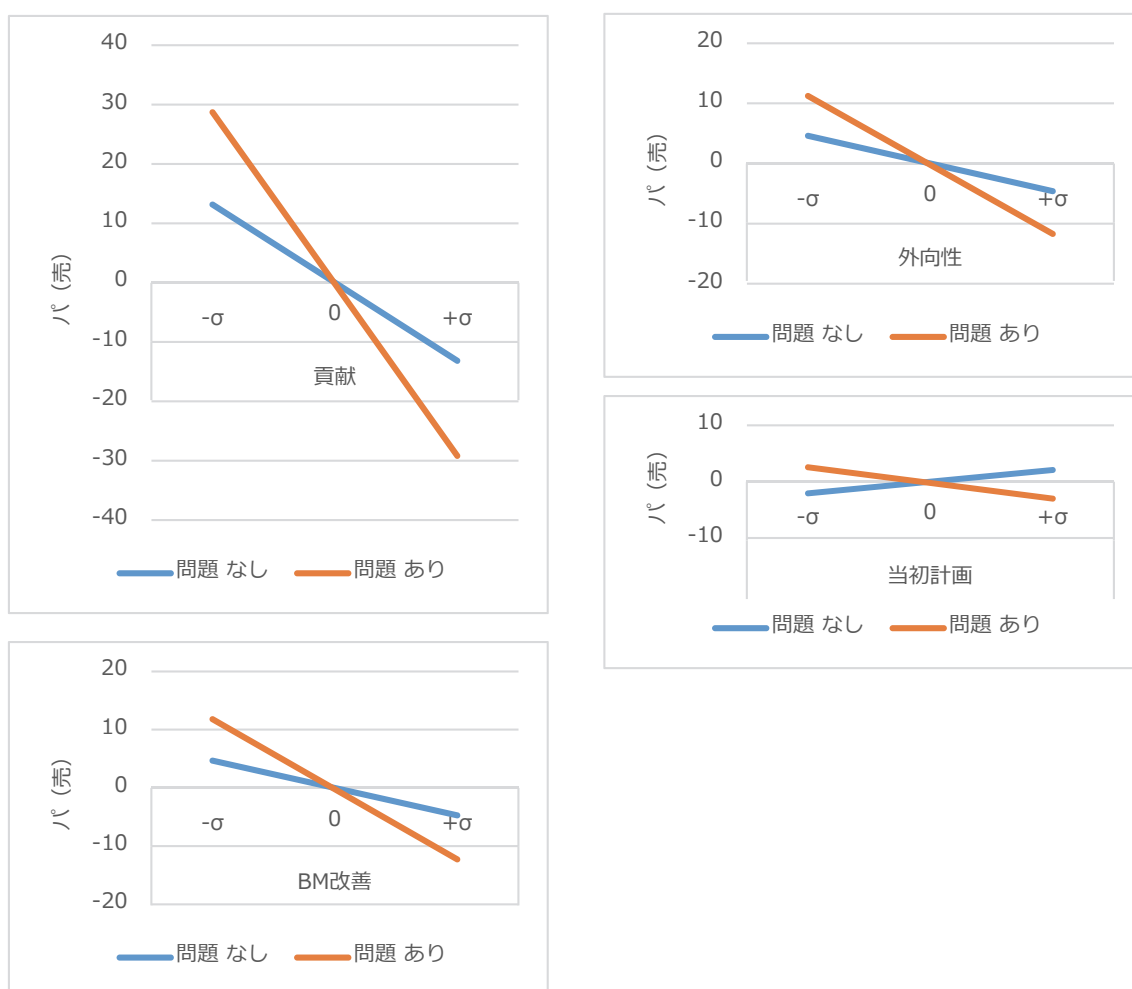 40
30
20
10
0
-10
-20
-30
-40
パ（売）
-σ 0 +σ
貢献
問題 なし 問題 あり
20
10
0
-10
-20
パ（売）
-σ 0 +σ
外向性
問題 なし 問題 あり
10
0
-10
パ（売）
-σ 0 +σ
当初計画
問題 なし 問題 あり
20
10
0
-10
-20
パ（売）
-σ 0 +σ
BM改善
問題 なし 問題 あり